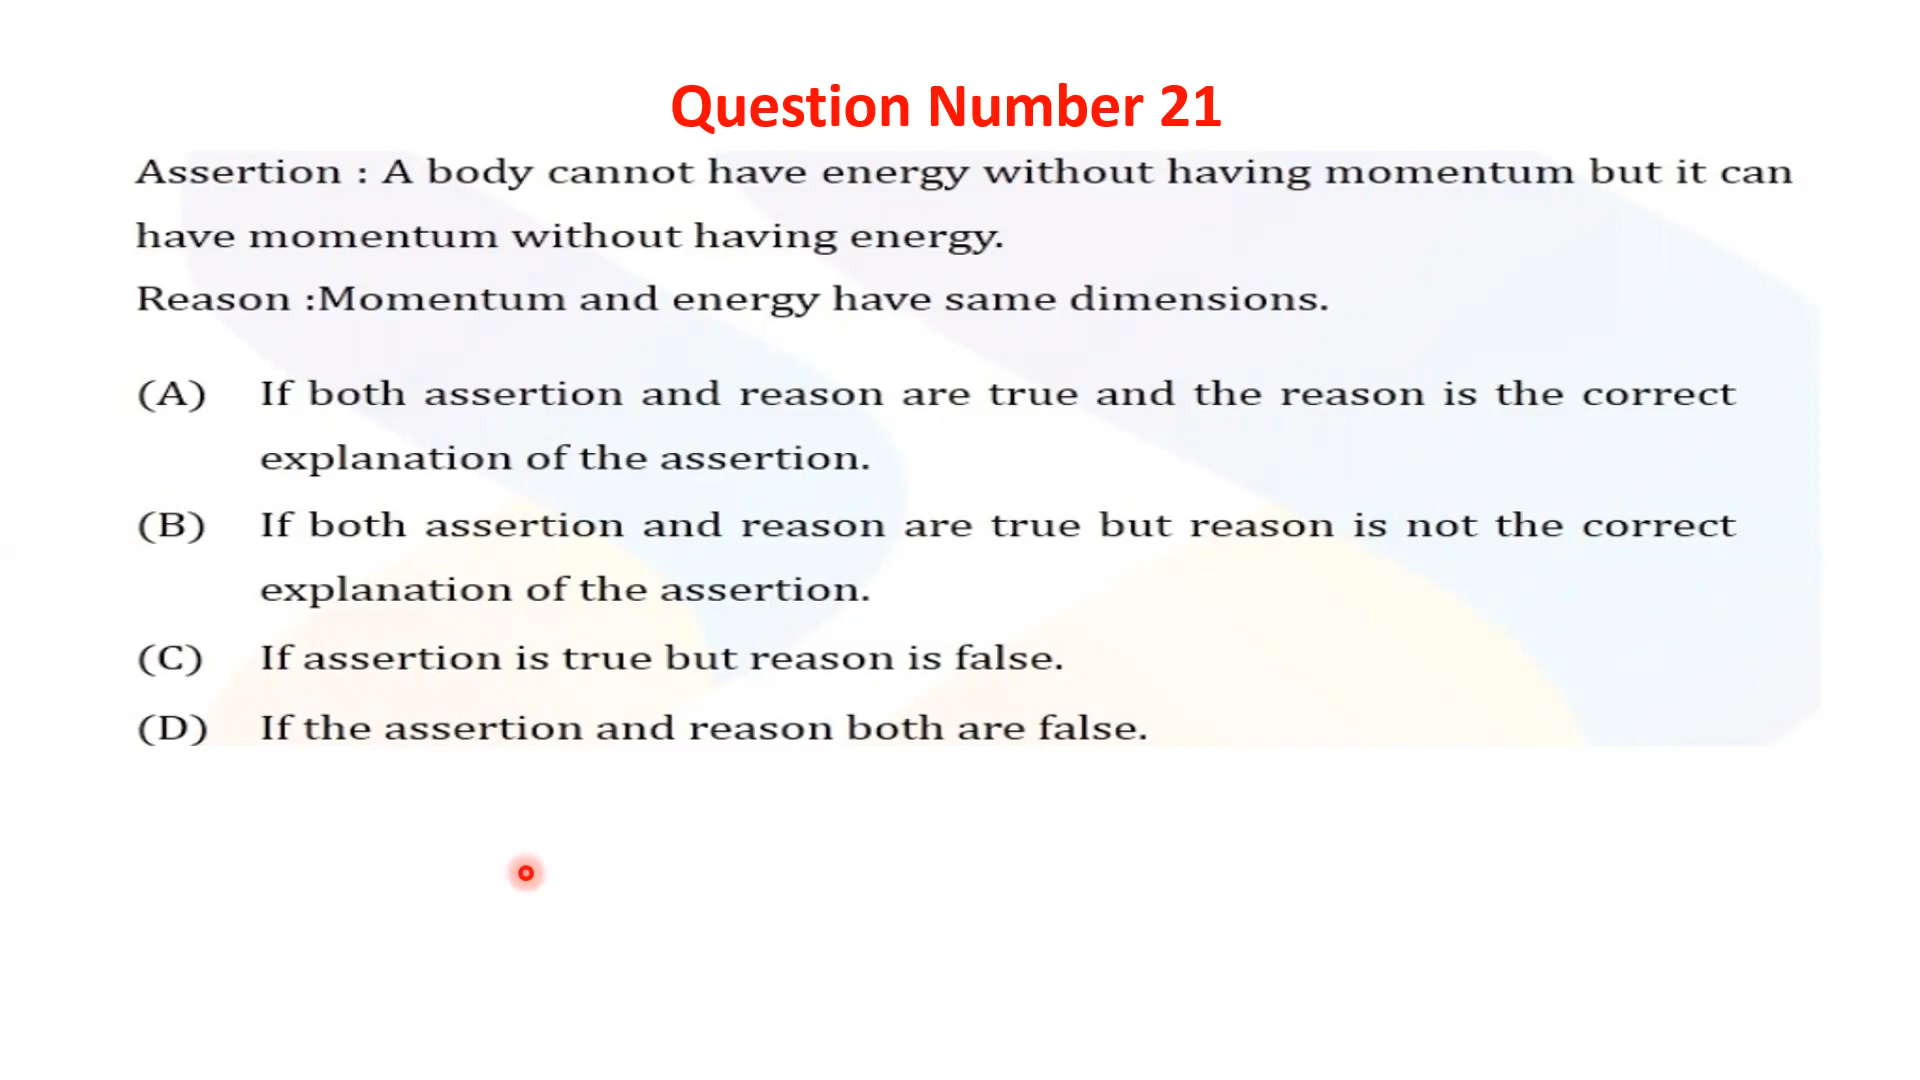 Question Number 21
Assertion : A body cannot have energy without having momentum but it can
have momentum without having energy.
Reason :Momentum and energy have same dimensions.
(A) If both assertion and reason are true and the reason is the correct
explanation of the assertion.
(B) If both assertion and reason are true but reason is not the correct
explanation of the assertion.
(C) If assertion is true but reason is false.
(D) If the assertion and reason both are false.